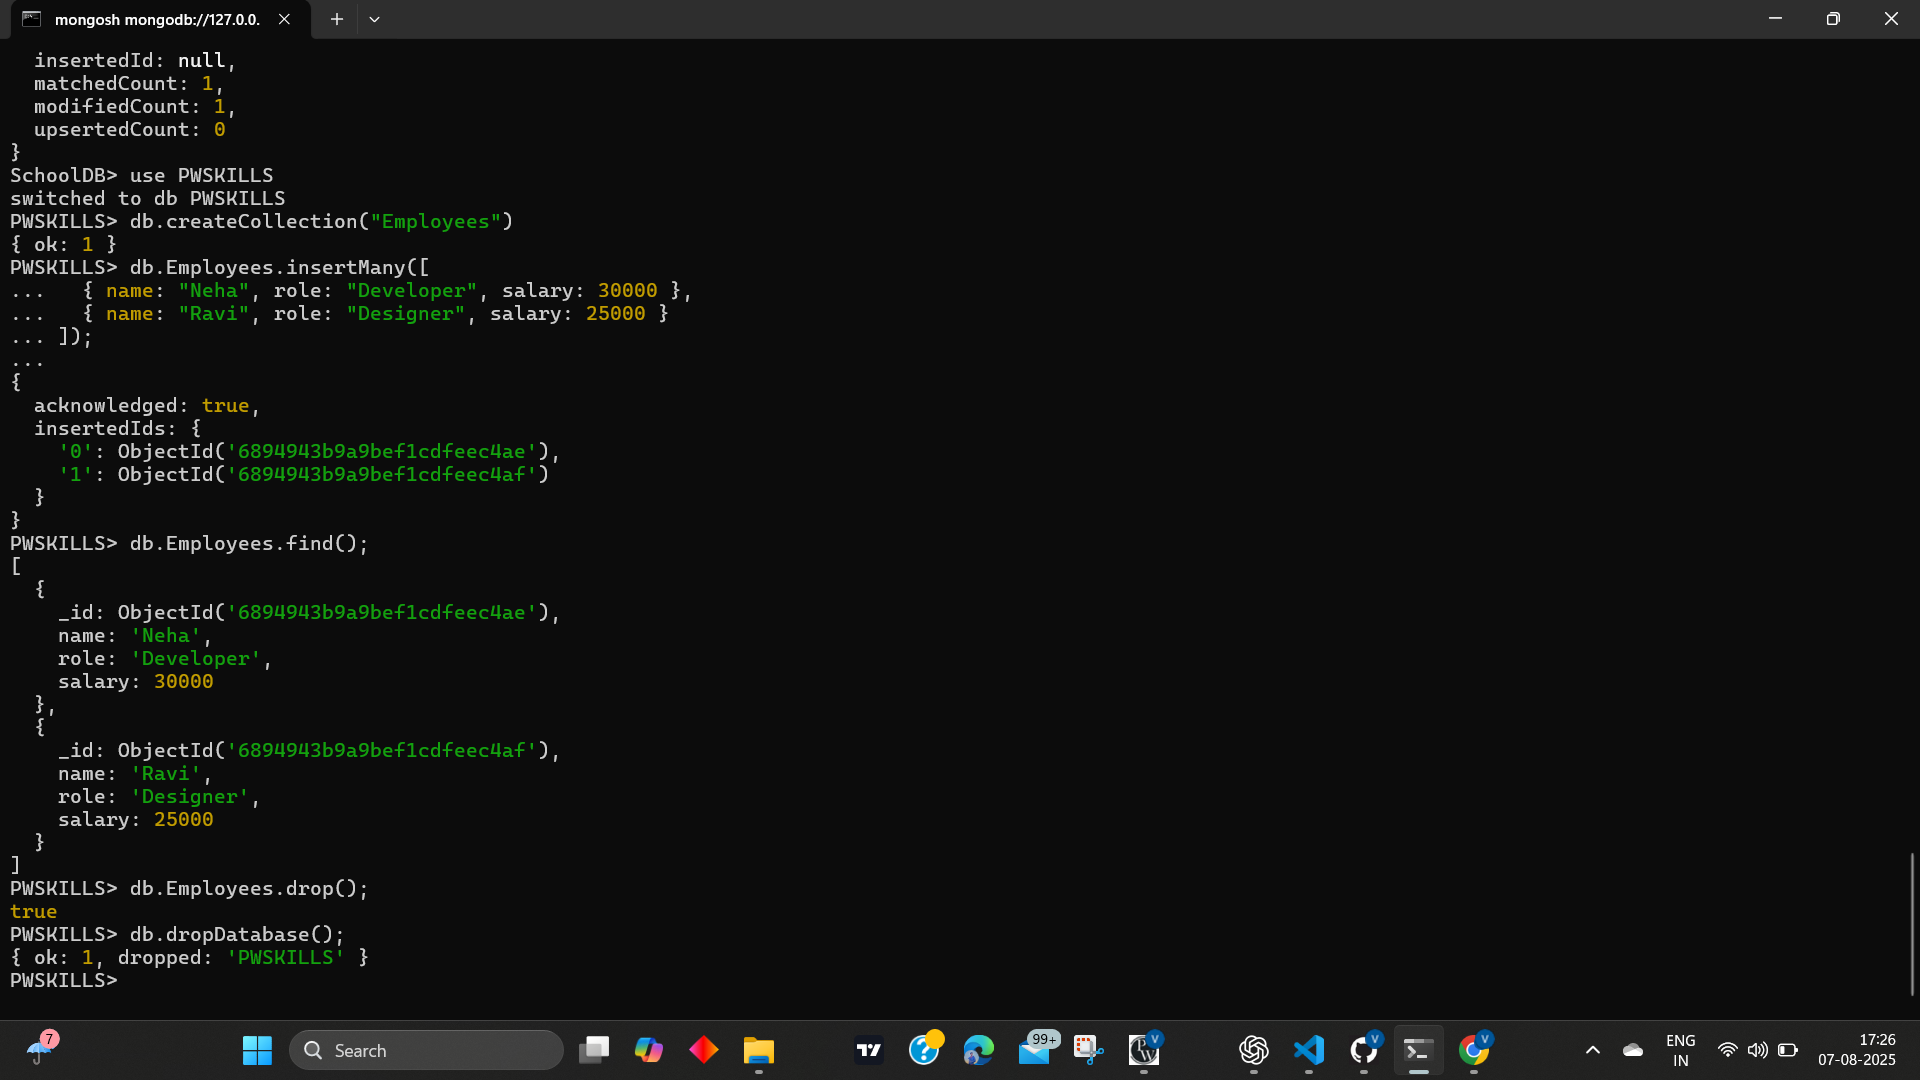 mongosh mongodb://127.0.0.
  insertedId: null,
  matchedCount: 1,
  modifiedCount: 1,
  upsertedCount: 0
}
SchoolDB> use PWSKILLS
switched to db PWSKILLS
PWSKILLS> db.createCollection("Employees")
{ ok: 1 }
PWSKILLS> db.Employees.insertMany([
...   { name: "Neha", role: "Developer", salary: 30000 },
...   { name: "Ravi", role: "Designer", salary: 25000 }
... ]);
...
{
  acknowledged: true,
  insertedIds: {
    '0': ObjectId('6894943b9a9bef1cdfeec4ae'),
    '1': ObjectId('6894943b9a9bef1cdfeec4af')
  }
}
PWSKILLS> db.Employees.find();
[
  {
    _id: ObjectId('6894943b9a9bef1cdfeec4ae'),
    name: 'Neha',
    role: 'Developer',
    salary: 30000
  },
  {
    _id: ObjectId('6894943b9a9bef1cdfeec4af'),
    name: 'Ravi',
    role: 'Designer',
    salary: 25000
  }
]
PWSKILLS> db.Employees.drop();
true
PWSKILLS> db.dropDatabase();
{ ok: 1, dropped: 'PWSKILLS' }
PWSKILLS>
7
Search
99+
V
PW
V
V
ENG
IN
17:26
07-08-2025